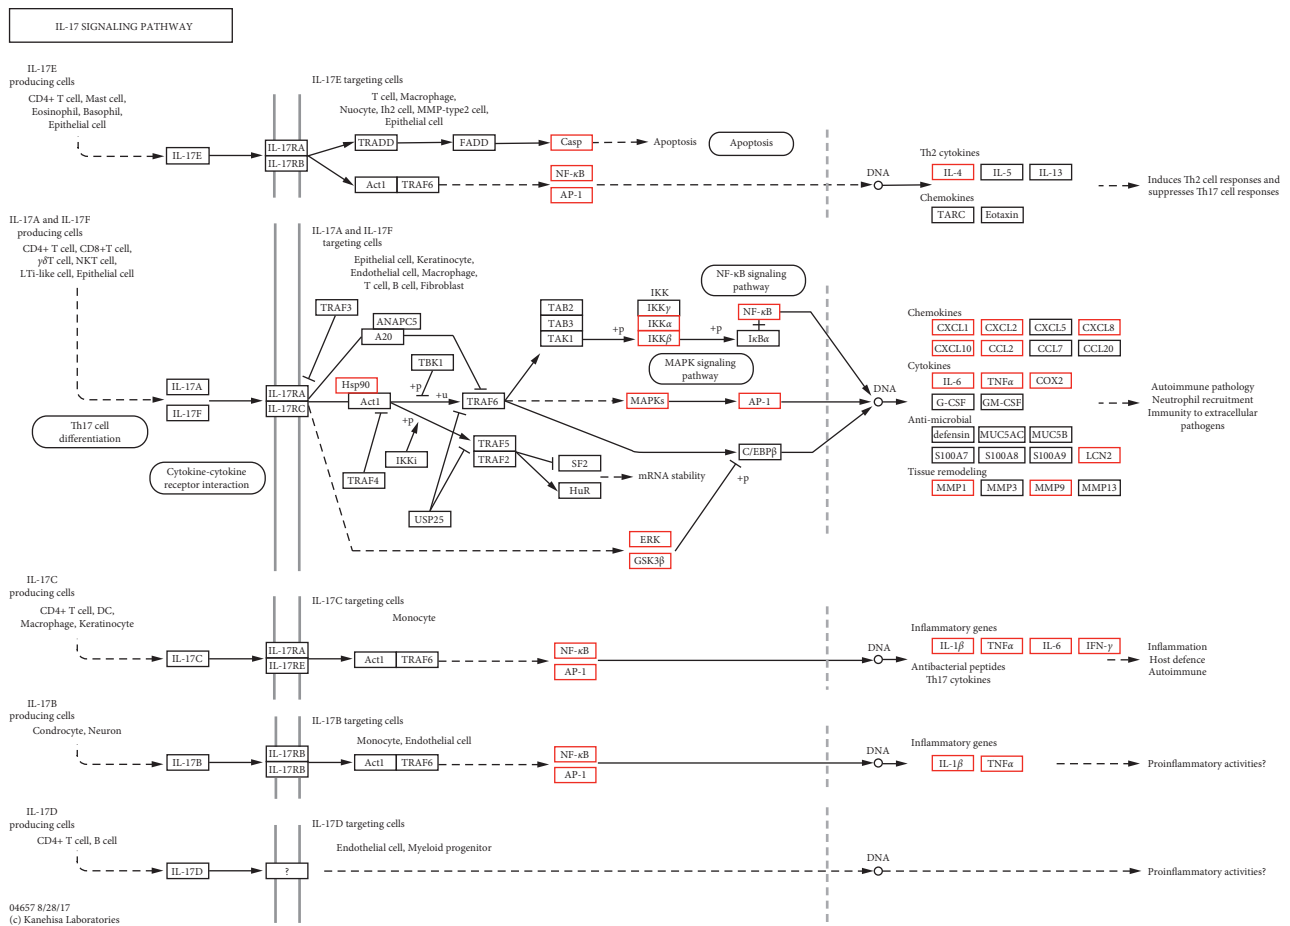 IL-17 SIGNALING PATHWAY
IL-17E
producing cells
CD4+ T cell, Mast cell,
Eosinophil, Basophil,
Epithelial cell
IL-17E
IL-17RA
IL-17RB
IL-17E targeting cells
T cell, Macrophage,
Nuocyte, Ih2 cell, MMP-type2 cell,
Epithelial cell
TRADD
FADD
Casp
Apoptosis
Apoptosis
Act1
TRAF6
NF-κB
AP-1
DNA
Th2 cytokines
IL-4
IL-5
IL-13
Chemokines
TARC
Eotaxin
Induces Th2 cell responses and
suppresses Th17 cell responses
IL-17A and IL-17F
producing cells
CD4+ T cell, CD8+T cell,
γδT cell, NKT cell,
LTi-like cell, Epithelial cell
IL-17A
IL-17F
Th17 cell
differentiation
Cytokine-cytokine
receptor interaction
IL-17RA
IL-17RC
IL-17A and IL-17F
targeting cells
Epithelial cell, Keratinocyte,
Endothelial cell, Macrophage,
T cell, B cell, Fibroblast
TRAF3
ANAPC5
A20
TBK1
Hsp90
Act1
+p
+u
+p
IKKi
TRAF4
USP25
TRAF6
TRAF5
TRAF2
SF2
HuR
mRNA stability
TAB2
TAB3
TAK1
+p
IKK
IKKγ
IKKα
IKKβ
+p
NF-κB signaling
pathway
NF-κB
IκBα
MAPK signaling
pathway
MAPKs
AP-1
C/EBPβ
+p
ERK
GSK3β
DNA
Chemokines
CXCL1
CXCL2
CXCL5
CXCL8
CXCL10
CCL2
CCL7
CCL20
Cytokines
IL-6
TNFα
COX2
G-CSF
GM-CSF
Anti-microbial
defensin
MUC5AC
MUC5B
S100A7
S100A8
S100A9
LCN2
Tissue remodeling
MMP1
MMP3
MMP9
MMP13
Autoimmune pathology
Neutrophil recruitment
Immunity to extracellular
pathogens
IL-17C
producing cells
CD4+ T cell, DC,
Macrophage, Keratinocyte
IL-17C
IL-17RA
IL-17RE
IL-17C targeting cells
Monocyte
Act1
TRAF6
NF-κB
AP-1
DNA
Inflammatory genes
IL-1β
TNFα
IL-6
IFN-γ
Antibacterial peptides
Th17 cytokines
Inflammation
Host defence
Autoimmune
IL-17B
producing cells
Condrocyte, Neuron
IL-17B
IL-17RB
IL-17RB
IL-17B targeting cells
Monocyte, Endothelial cell
Act1
TRAF6
NF-κB
AP-1
DNA
Inflammatory genes
IL-1β
TNFα
Proinflammatory activities?
IL-17D
producing cells
CD4+ T cell, B cell
IL-17D
?
IL-17D targeting cells
Endothelial cell, Myeloid progenitor
DNA
Proinflammatory activities?
04657 8/28/17
(c) Kanehisa Laboratories